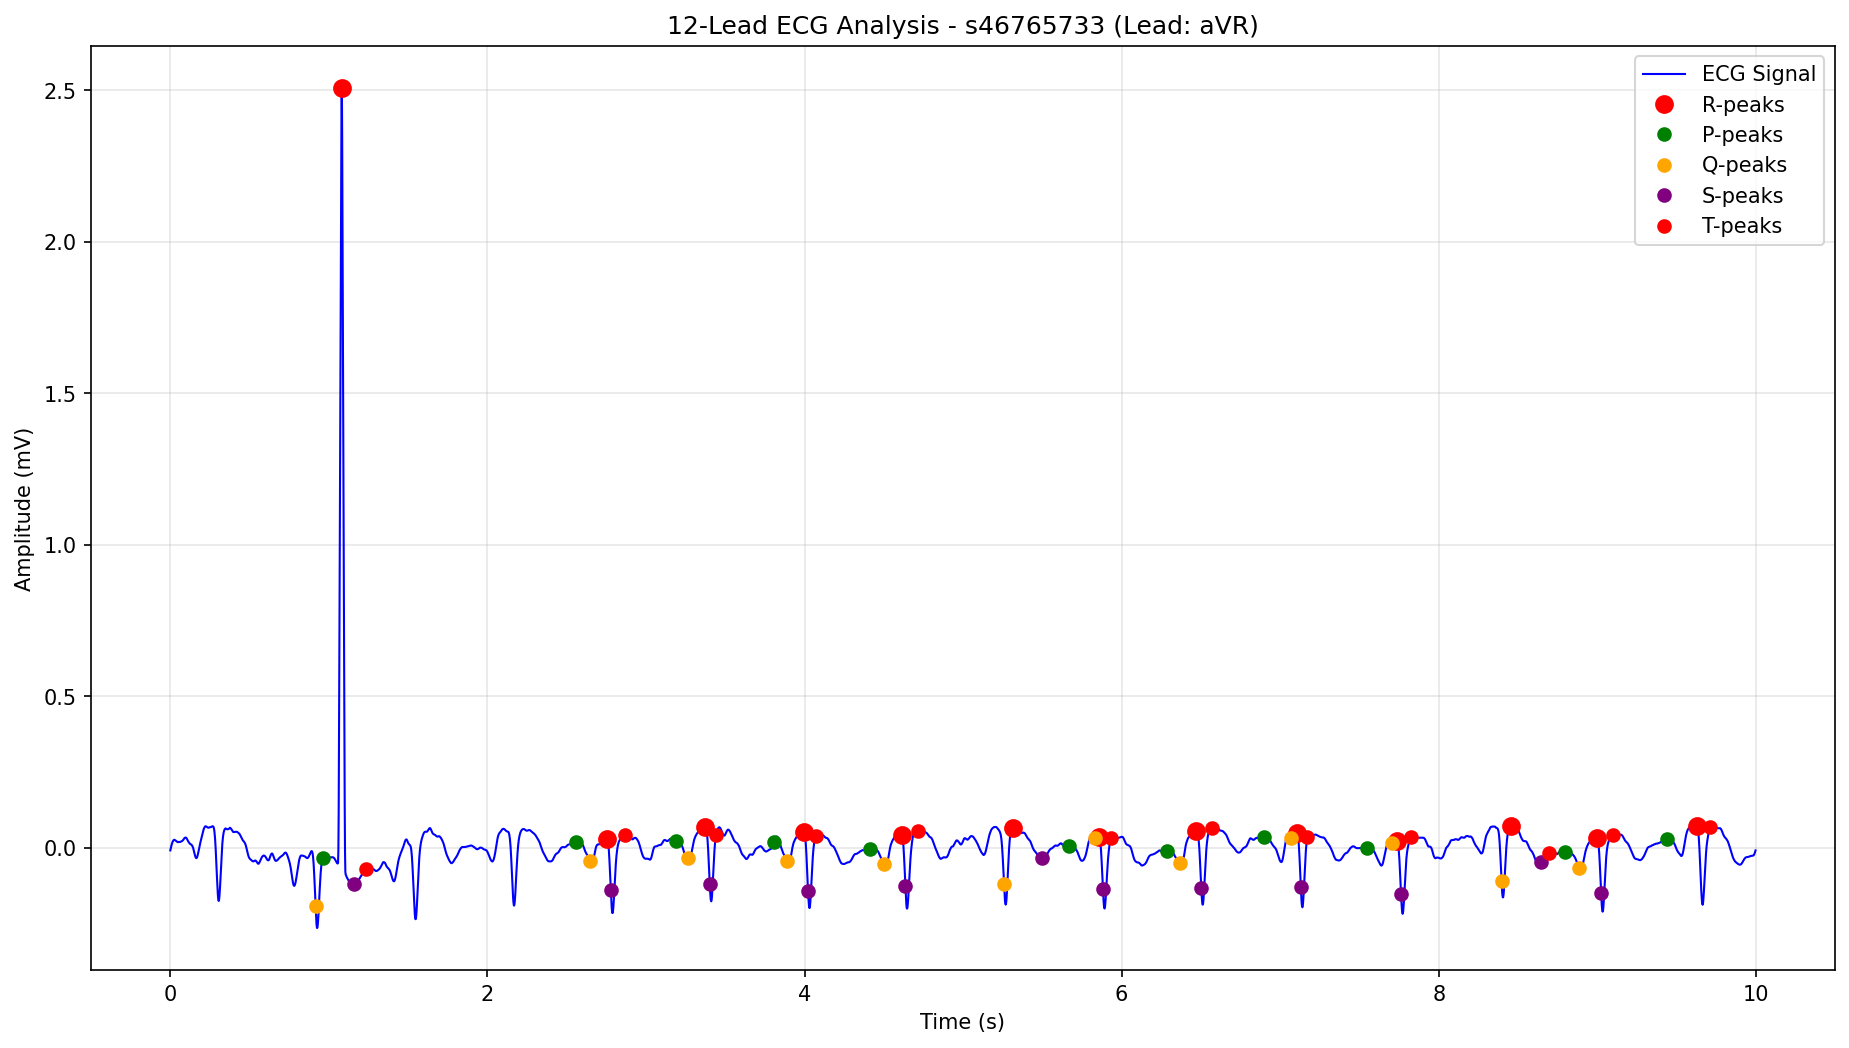 12-Lead ECG Analysis - s46765733 (Lead: aVR)
ECG Signal
R-peaks
P-peaks
Q-peaks
S-peaks
T-peaks
Amplitude (mV)
2.5
2.0
1.5
1.0
0.5
0.0
0 2 4 6 8 10
Time (s)